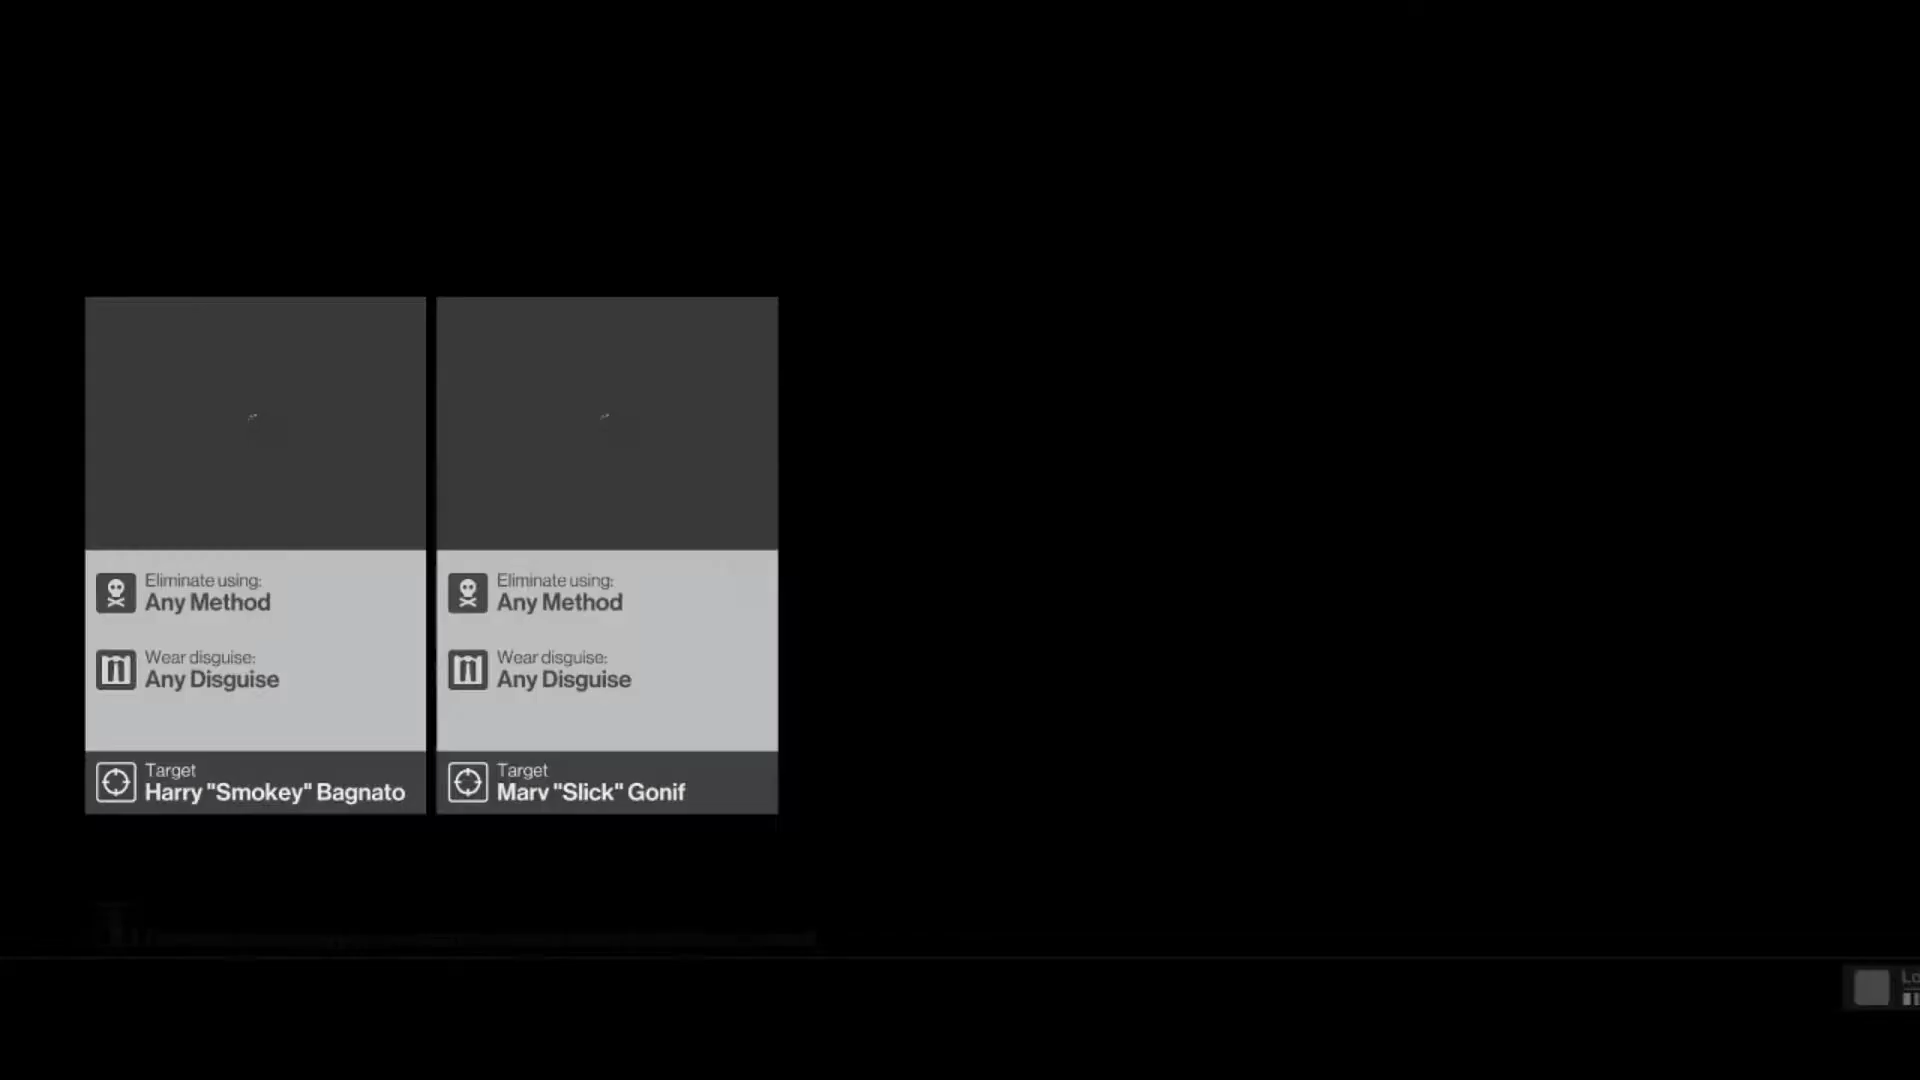 Eliminate using:
Any Method
Wear disguise:
Any Disguise
Target
Harry "Smokey" Bagnato
Eliminate using:
Any Method
Wear disguise:
Any Disguise
Target
Marv "Slick" Gonif